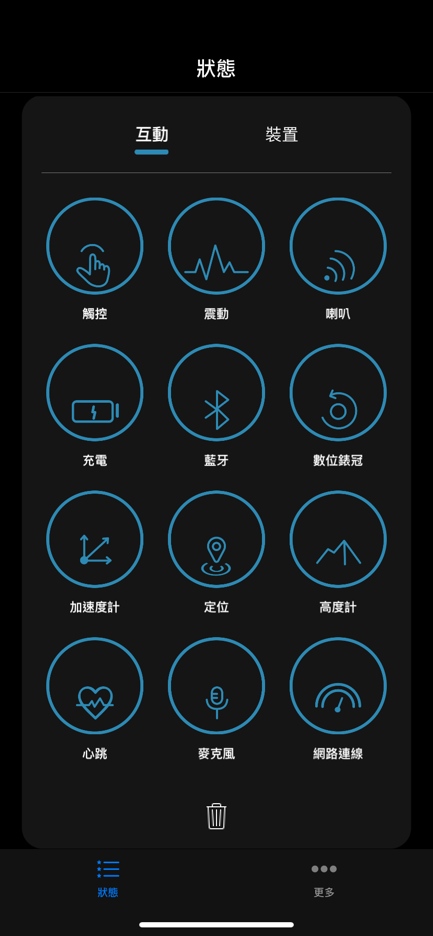 狀態
互動 裝置
觸控 震動 喇叭
充電 藍牙 數位錶冠
加速度計 定位 高度計
心跳 麥克風 網路連線
狀態 更多